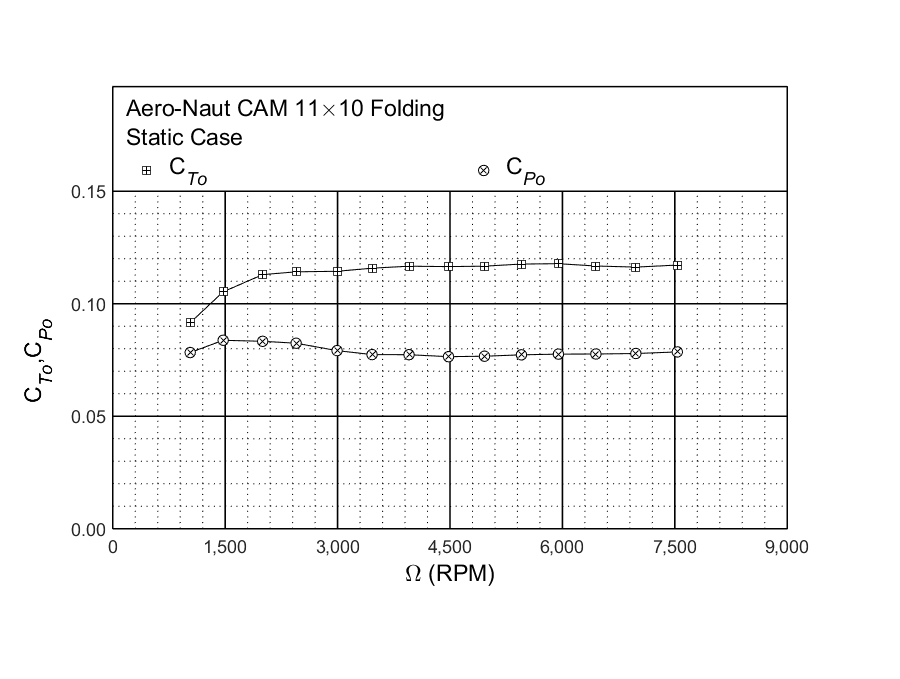 Aero-Naut CAM 11×10 Folding
Static Case
C_To C_Po
0.15
0.10
0.05
0.00
C_To, C_Po
0 1,500 3,000 4,500 6,000 7,500 9,000
Ω (RPM)